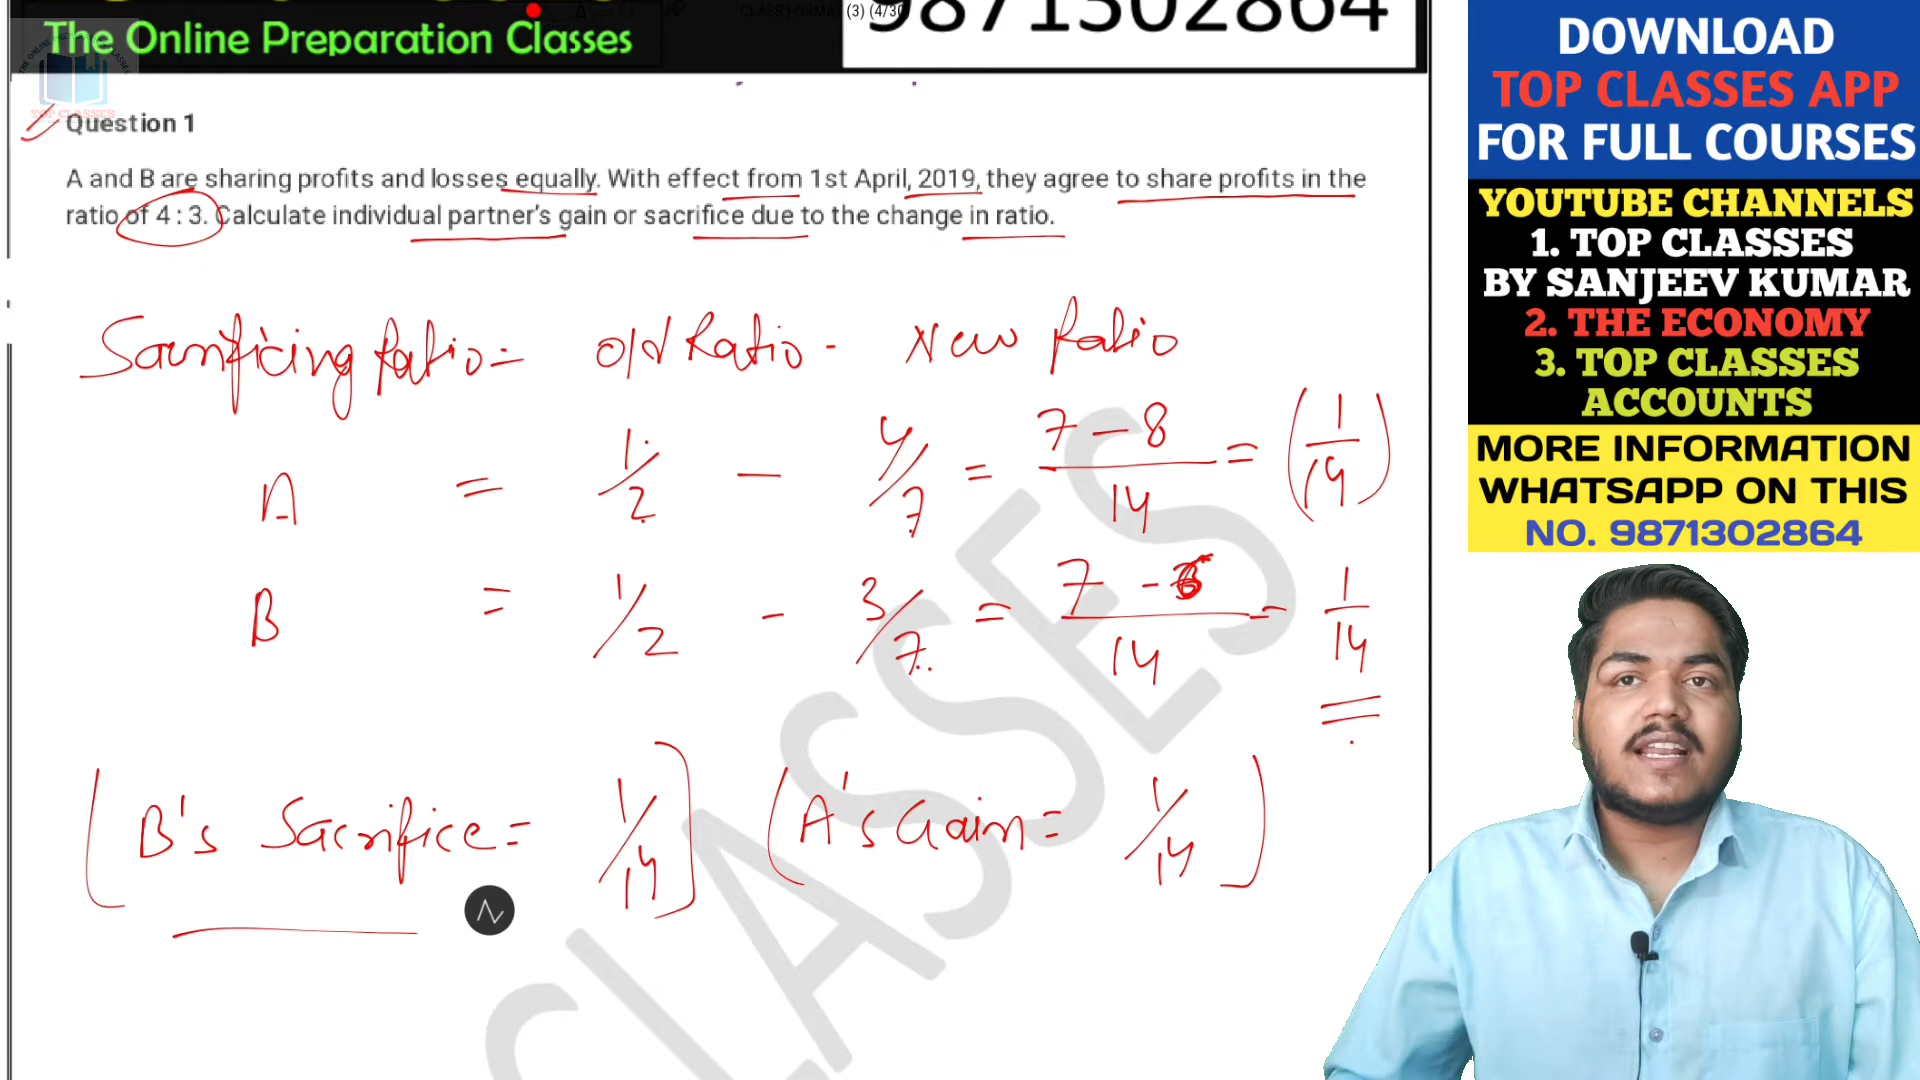 The Online Preparation Classes
9871302864
Question 1
A and B are sharing profits and losses equally. With effect from 1st April, 2019, they agree to share profits in the
ratio of 4 : 3. Calculate individual partner's gain or sacrifice due to the change in ratio.
Sacrificing Ratio = old Ratio - New Ratio
A = 1/2 - 4/7 = 7 - 8/14 = (1/14)
B = 1/2 - 3/7 = 7 - 6/14 = 1/14
[B's Sacrifice = 1/14] [A's Gain = 1/14]
CLASSES
CLASSES
DOWNLOAD
TOP CLASSES APP
FOR FULL COURSES
YOUTUBE CHANNELS
1. TOP CLASSES
BY SANJEEV KUMAR
2. THE ECONOMY
3. TOP CLASSES
ACCOUNTS
MORE INFORMATION
WHATSAPP ON THIS
NO. 9871302864